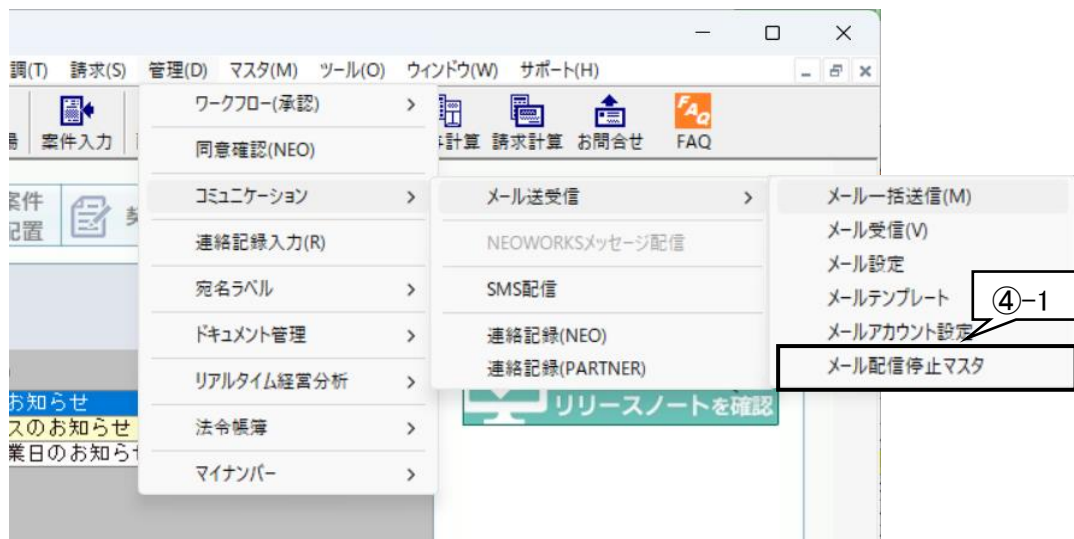 調(T) 請求(S) 管理(D) マスタ(M) ツール(O) ウィンドウ(W) サポート(H)
案件入力 計算 請求計算 お問合せ FAQ
ワークフロー(承認)
同意確認(NEO)
コミュニケーション
連絡記録入力(R)
宛名ラベル
ドキュメント管理
リアルタイム経営分析
法令帳簿
マイナンバー
メール送受信
NEOWORKSメッセージ配信
SMS配信
連絡記録(NEO)
連絡記録(PARTNER)
メール一括送信(M)
メール受信(V)
メール設定
メールテンプレート
メールアカウント設定
メール配信停止マスタ
④-1
案件
配置
お知らせ
スのお知らせ
業日のお知らせ
リリースノートを確認